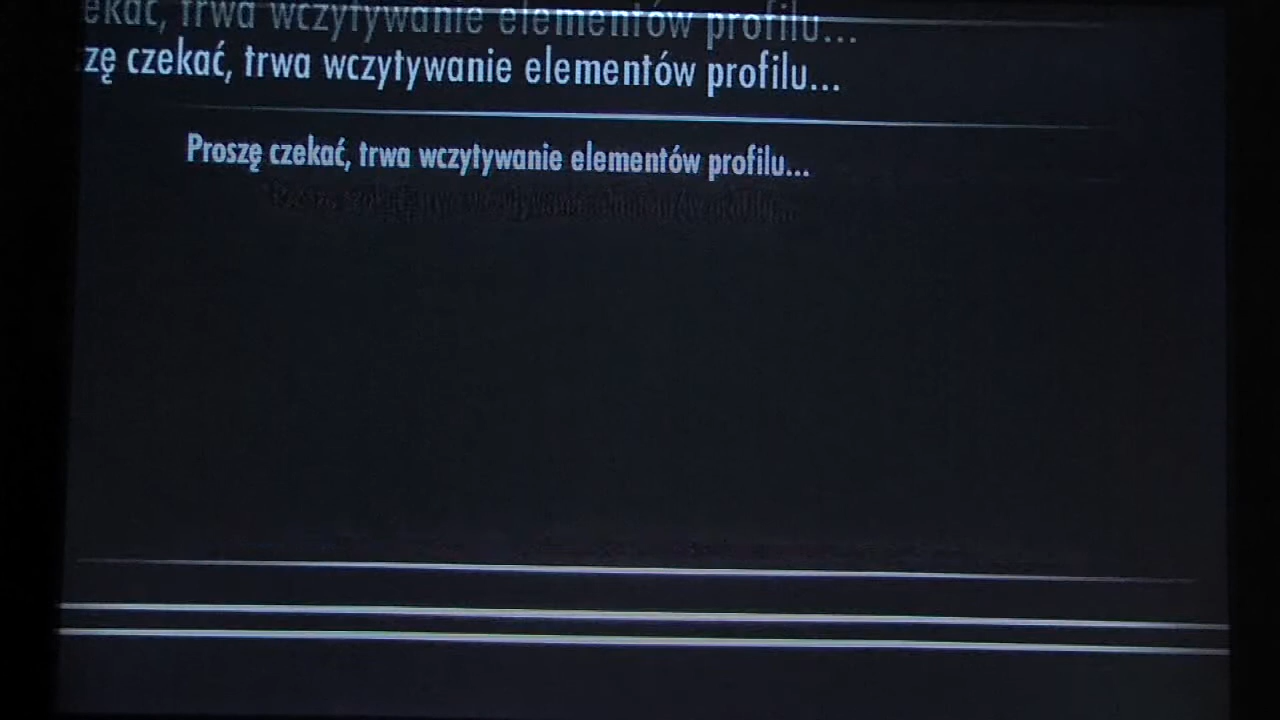 ekać, trwa wczytywanie elementów profilu...
zę czekać, trwa wczytywanie elementów profilu...
Proszę czekać, trwa wczytywanie elementów profilu...